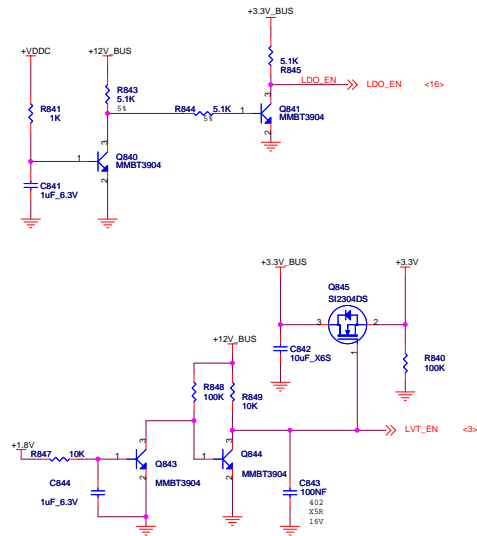 +3.3V_BUS
+VDDC
+12V_BUS
5.1K
R845
LDO_EN
LDO_EN
<16>
R843
5.1K
5%
R841
1K
R844
5.1K
5%
3
1
2
Q841
MMBT3904
3
1
2
Q840
MMBT3904
C841
1uF_6.3V
+3.3V_BUS
+3.3V
Q845
SI2304DS
3
2
1
C842
10uF_X6S
R840
100K
+12V_BUS
R848
100K
R849
10K
LVT_EN
<3>
+1.8V
R847
10K
3
1
2
Q843
MMBT3904
3
1
2
Q844
MMBT3904
C844
1uF_6.3V
C843
100NF
402
X5R
16V